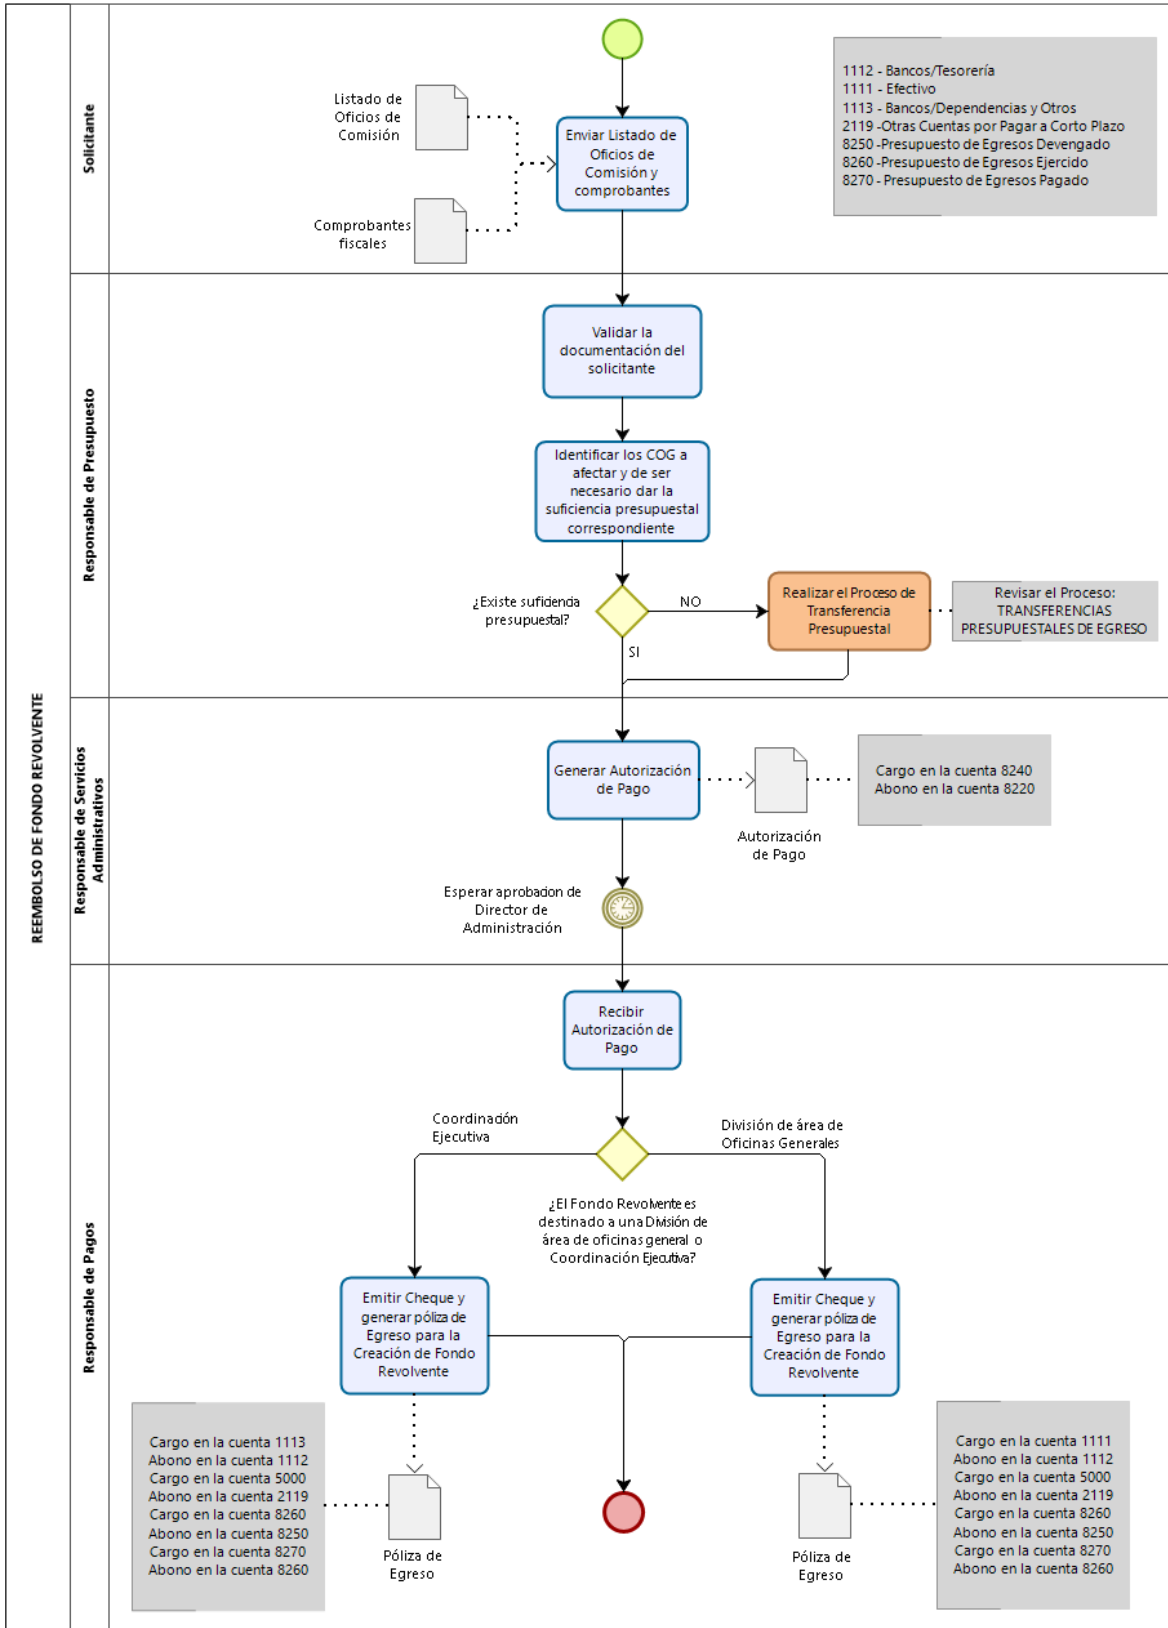 REEMBOLSO DE FONDO REVOLVENTE
Solicitante
Listado de
Oficios de
Comisión
Comprobantes
fiscales
Enviar Listado de
Oficios de
Comisión y
comprobantes
1112 - Bancos/Tesorería
1111 - Efectivo
1113 - Bancos/Dependencias y Otros
2119 -Otras Cuentas por Pagar a Corto Plazo
8250 -Presupuesto de Egresos Devengado
8260 -Presupuesto de Egresos Ejercido
8270 - Presupuesto de Egresos Pagado
Responsable de Presupuesto
Validar la
documentación del
solicitante
Identificar los COG a
afectar y de ser
necesario dar la
suficiencia presupuestal
correspondiente
¿Existe suficiencia
presupuestal?
NO
SI
Realizar el Proceso de
Transferencia
Presupuestal
Revisar el Proceso:
TRANSFERENCIAS
PRESUPUESTALES DE EGRESO
Responsable de Servicios
Administrativos
Generar Autorización
de Pago
Autorización
de Pago
Cargo en la cuenta 8240
Abono en la cuenta 8220
Esperar aprobacion de
Director de
Administración
Responsable de Pagos
Recibir
Autorización de
Pago
Coordinación
Ejecutiva
División de área de
Oficinas Generales
¿El Fondo Revolvente es
destinado a una División de
área de oficinas general o
Coordinación Ejecutiva?
Emitir Cheque y
generar póliza de
Egreso para la
Creación de Fondo
Revolvente
Emitir Cheque y
generar póliza de
Egreso para la
Creación de Fondo
Revolvente
Cargo en la cuenta 1113
Abono en la cuenta 1112
Cargo en la cuenta 5000
Abono en la cuenta 2119
Cargo en la cuenta 8260
Abono en la cuenta 8250
Cargo en la cuenta 8270
Abono en la cuenta 8260
Póliza de
Egreso
Póliza de
Egreso
Cargo en la cuenta 1111
Abono en la cuenta 1112
Cargo en la cuenta 5000
Abono en la cuenta 2119
Cargo en la cuenta 8260
Abono en la cuenta 8250
Cargo en la cuenta 8270
Abono en la cuenta 8260